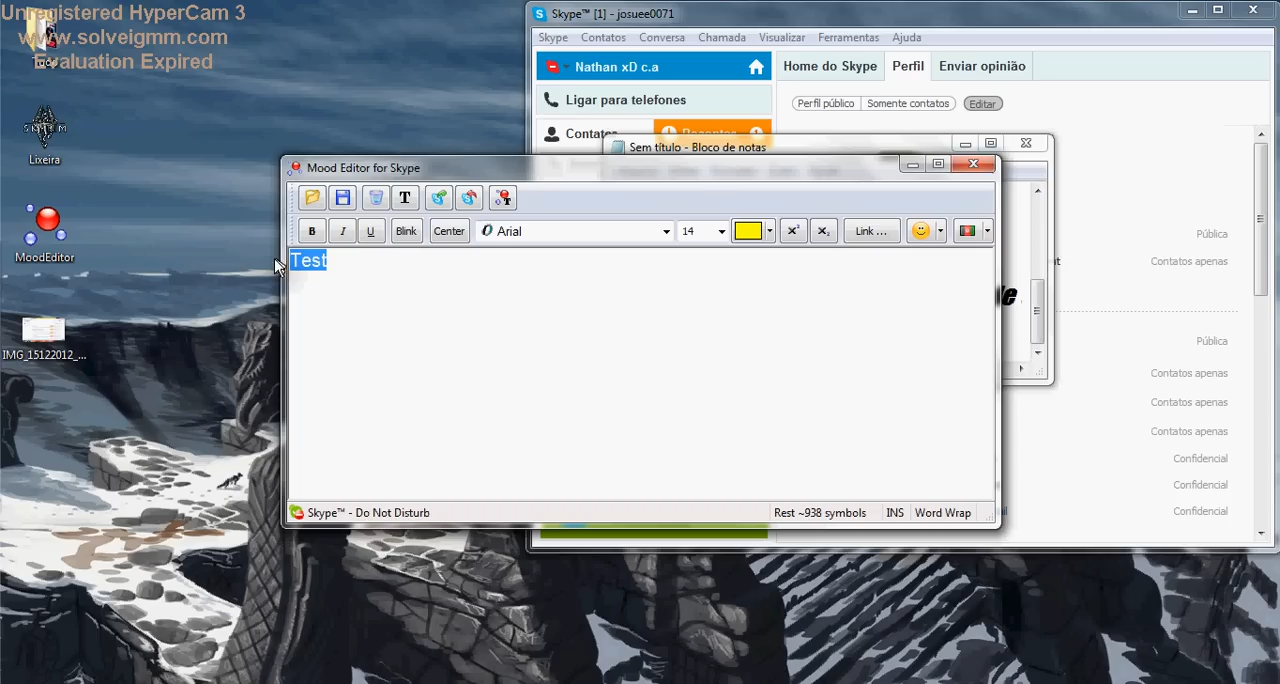 Unregistered HyperCam 3
www.solveigmm.com
Evaluation Expired
Lixeira
MoodEditor
IMG_15122012_...
Skype™ [1] - josuee0071
Skype Contatos Conversa Chamada Visualizar Ferramentas Ajuda
Nathan xD c.a
Home do Skype Perfil Enviar opinião
Ligar para telefones
Perfil público Somente contatos Editar
Contatos
Recentes
Sem título - Bloco de notas
Mood Editor for Skype
T
B I U Blink Center Arial 14 X² X₂ Link ...
Test
Pública
Contatos apenas
Pública
Contatos apenas
Contatos apenas
Contatos apenas
Confidencial
Confidencial
Confidencial
Skype™ - Do Not Disturb Rest ~938 symbols INS Word Wrap